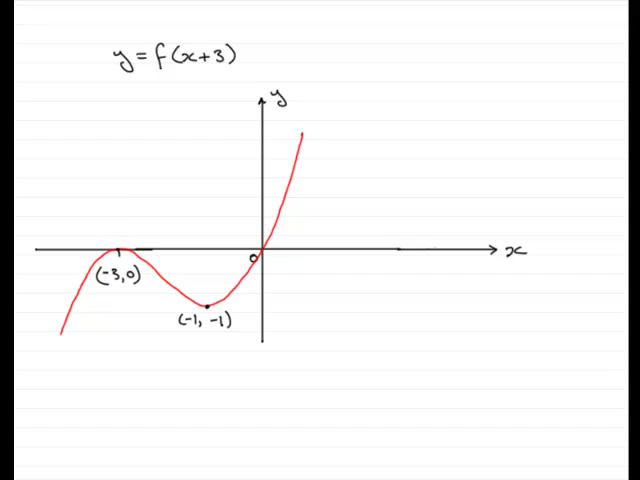 y = f(x+3)
y
x
0
(-3,0)
(-1, -1)